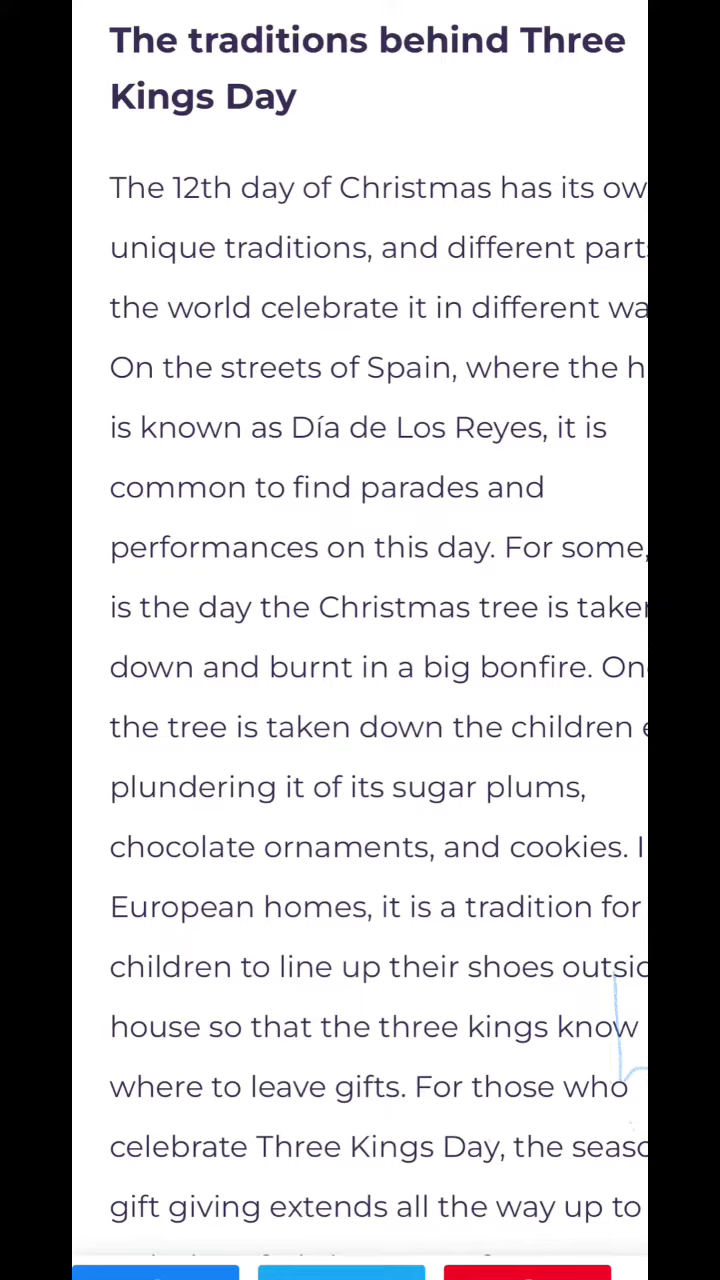 The traditions behind Three
Kings Day
The 12th day of Christmas has its ow
unique traditions, and different parts
the world celebrate it in different wa
On the streets of Spain, where the h
is known as Día de Los Reyes, it is
common to find parades and
performances on this day. For some,
is the day the Christmas tree is taken
down and burnt in a big bonfire. On
the tree is taken down the children
plundering it of its sugar plums,
chocolate ornaments, and cookies. I
European homes, it is a tradition for
children to line up their shoes outsid
house so that the three kings know
where to leave gifts. For those who
celebrate Three Kings Day, the seaso
gift giving extends all the way up to